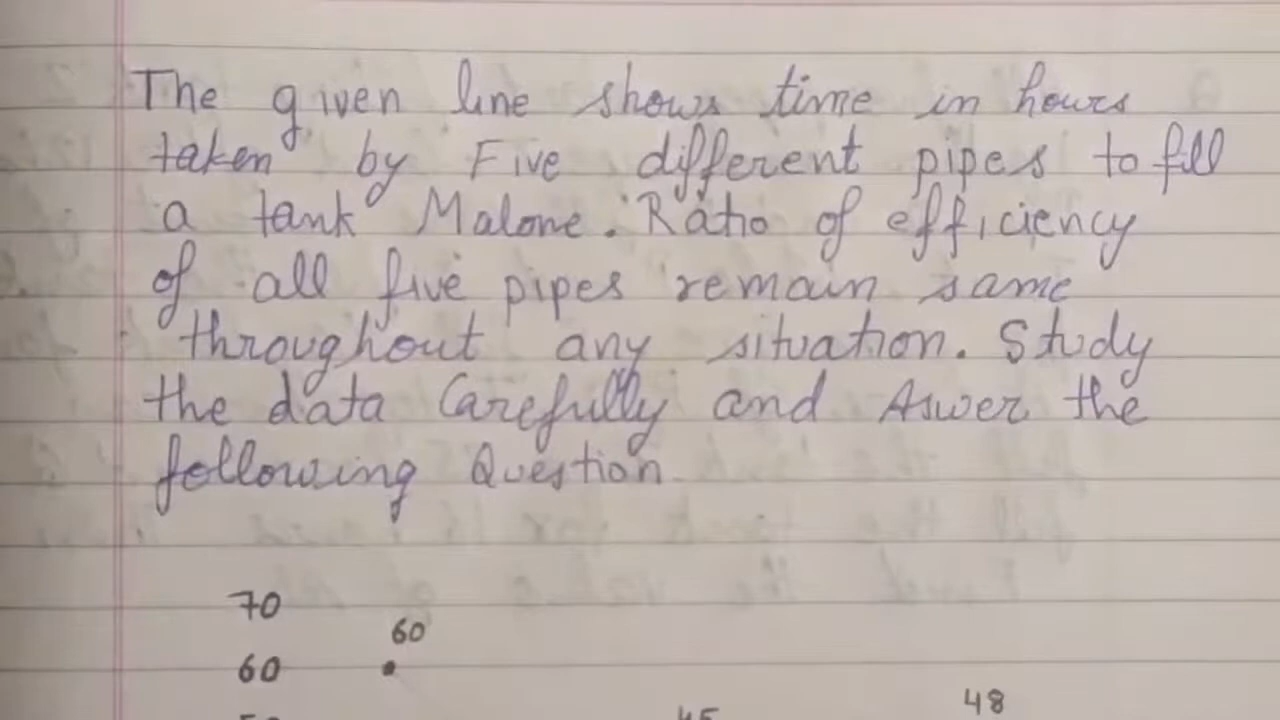 The given line shows time in hours
taken by Five different pipes to fill
a tank Malone. Ratio of efficiency
of all five pipes remain same
throughout any situation. Study
the data Carefully and Aswer the
following Question
70
60
60
48